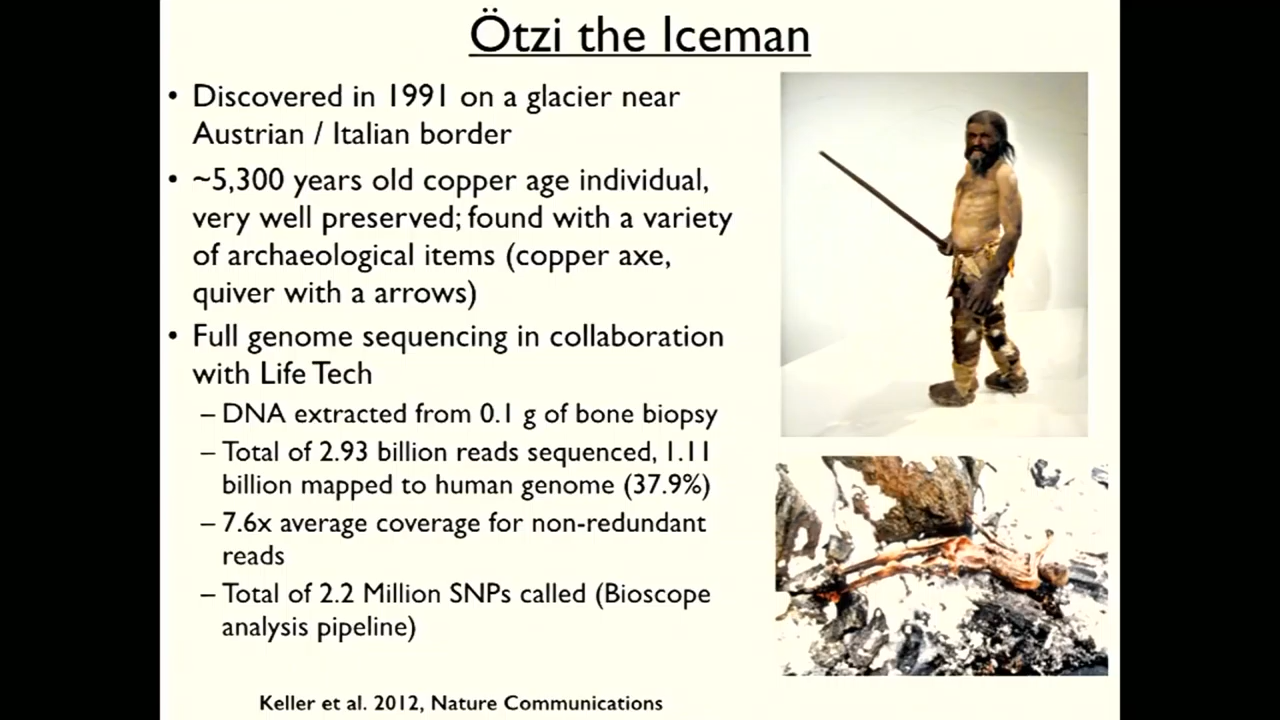 Ötzi the Iceman
• Discovered in 1991 on a glacier near
Austrian / Italian border
• ~5,300 years old copper age individual,
very well preserved; found with a variety
of archaeological items (copper axe,
quiver with a arrows)
• Full genome sequencing in collaboration
with Life Tech
– DNA extracted from 0.1 g of bone biopsy
– Total of 2.93 billion reads sequenced, 1.11
billion mapped to human genome (37.9%)
– 7.6x average coverage for non-redundant
reads
– Total of 2.2 Million SNPs called (Bioscope
analysis pipeline)
Keller et al. 2012, Nature Communications